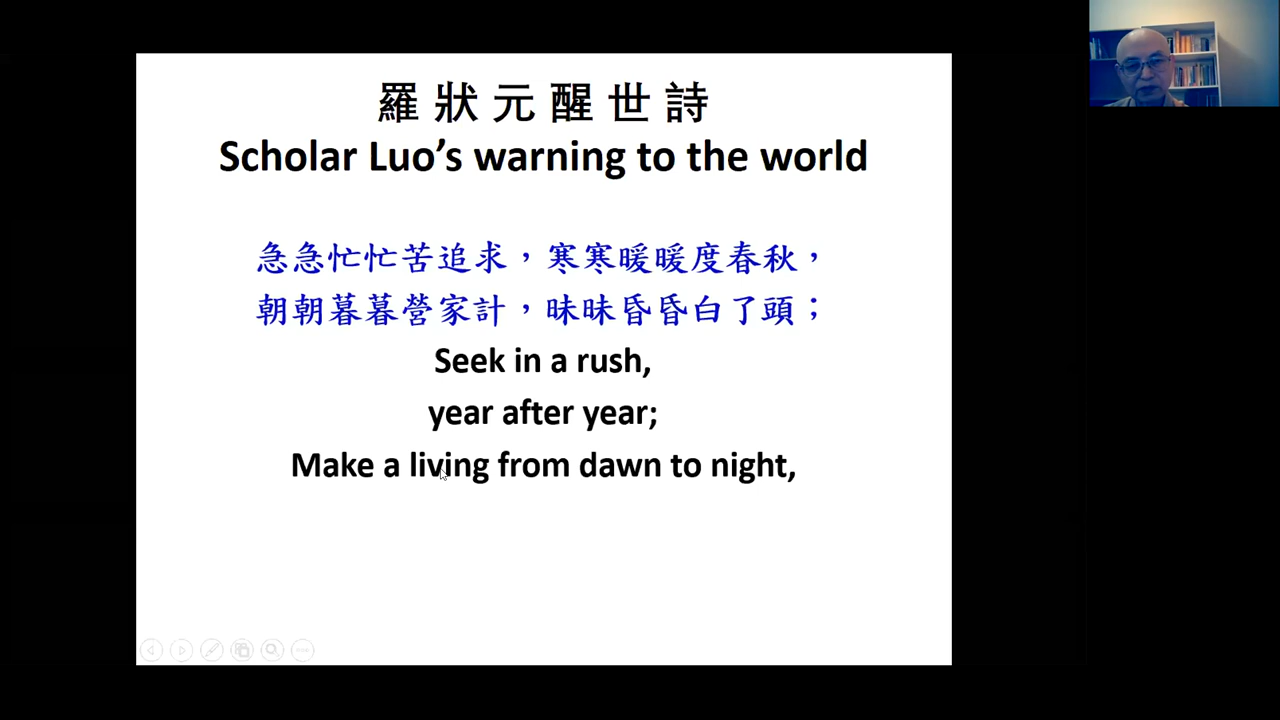 羅狀元醒世詩
Scholar Luo’s warning to the world
急急忙忙苦追求，寒寒暖暖度春秋，
朝朝暮暮營家計，昧昧昏昏白了頭；
Seek in a rush,
year after year;
Make a living from dawn to night,